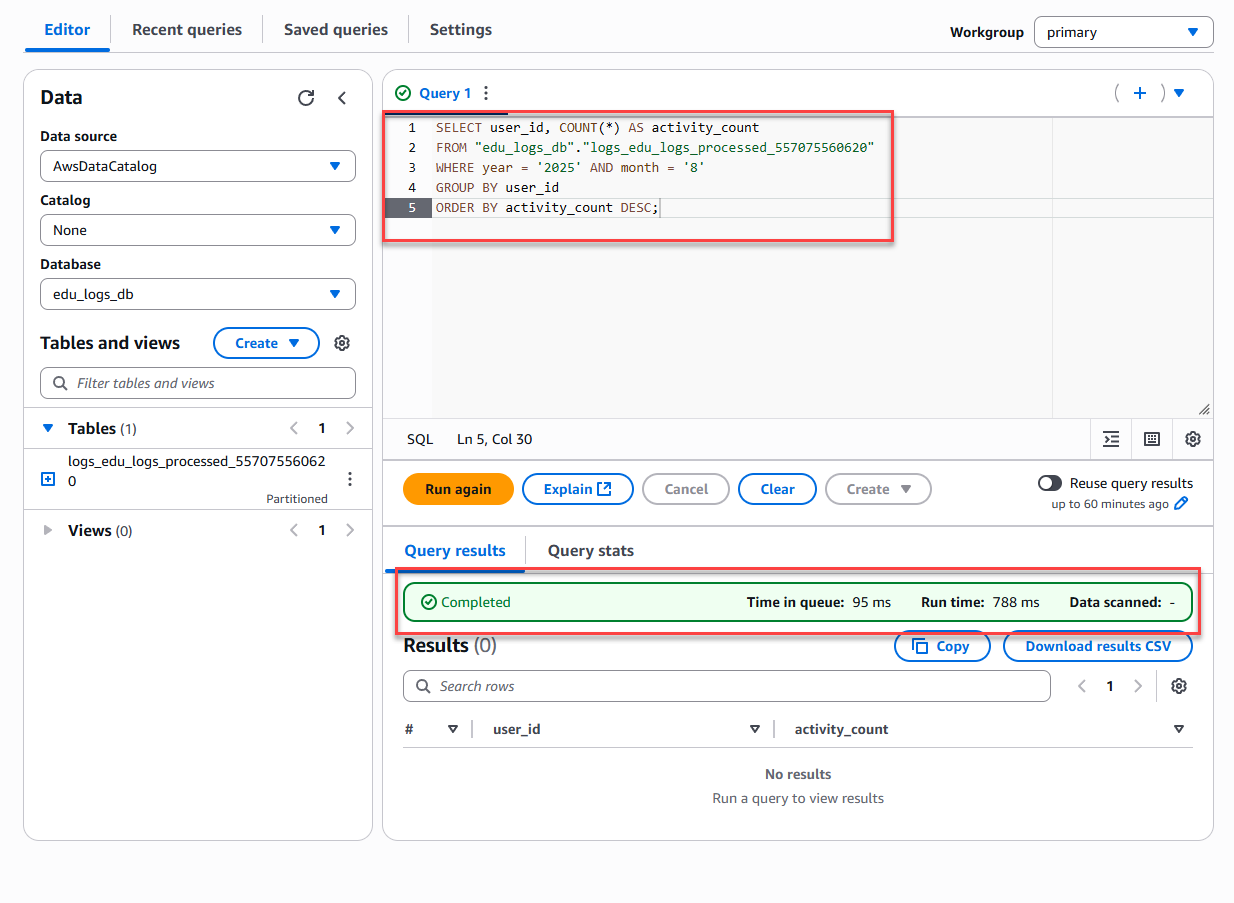 Editor
Recent queries
Saved queries
Settings
Workgroup
primary
Data
Data source
AwsDataCatalog
Catalog
None
Database
edu_logs_db
Tables and views
Create
Filter tables and views
Tables (1)
1
logs_edu_logs_processed_55707556062
0
Partitioned
Views (0)
1
Query 1
1 SELECT user_id, COUNT(*) AS activity_count
2 FROM "edu_logs_db"."logs_edu_logs_processed_557075560620"
3 WHERE year = '2025' AND month = '8'
4 GROUP BY user_id
5 ORDER BY activity_count DESC;
SQL Ln 5, Col 30
Run again
Explain
Cancel
Clear
Create
Reuse query results
up to 60 minutes ago
Query results
Query stats
Completed
Time in queue: 95 ms
Run time: 788 ms
Data scanned: -
Results (0)
Copy
Download results CSV
Search rows
1
# user_id activity_count
No results
Run a query to view results